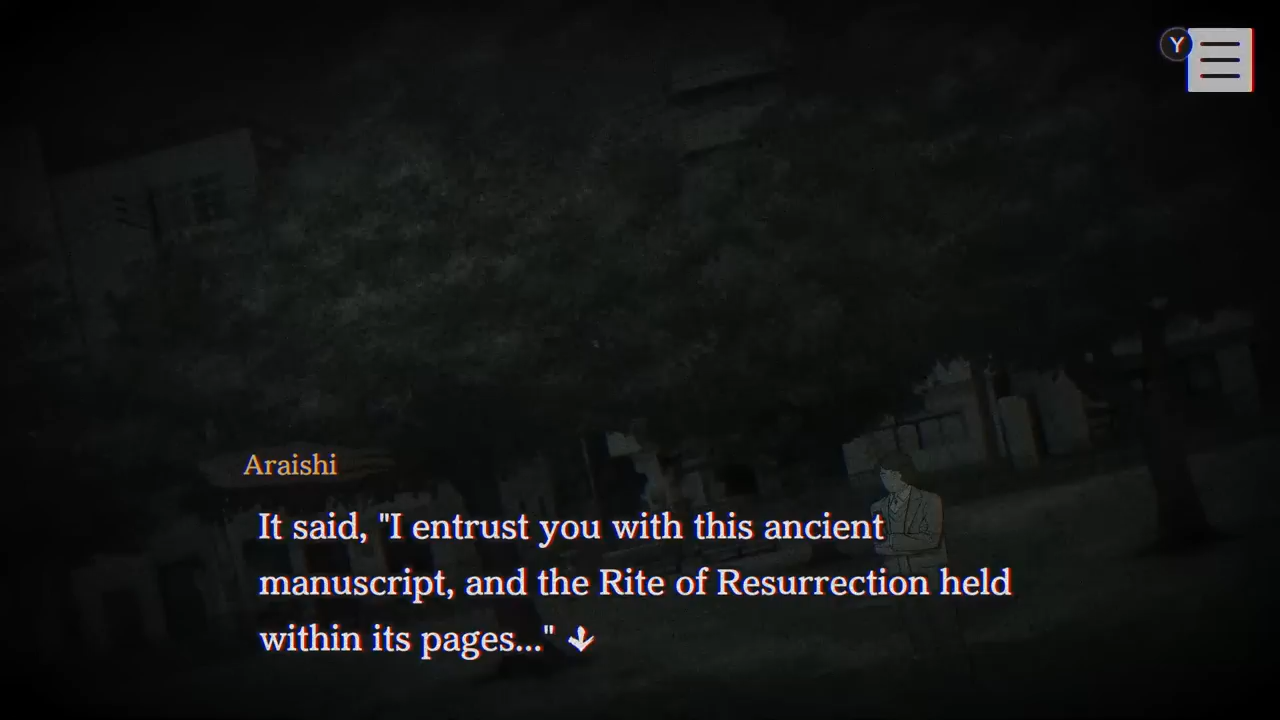 Y
Araishi
It said, "I entrust you with this ancient
manuscript, and the Rite of Resurrection held
within its pages..."